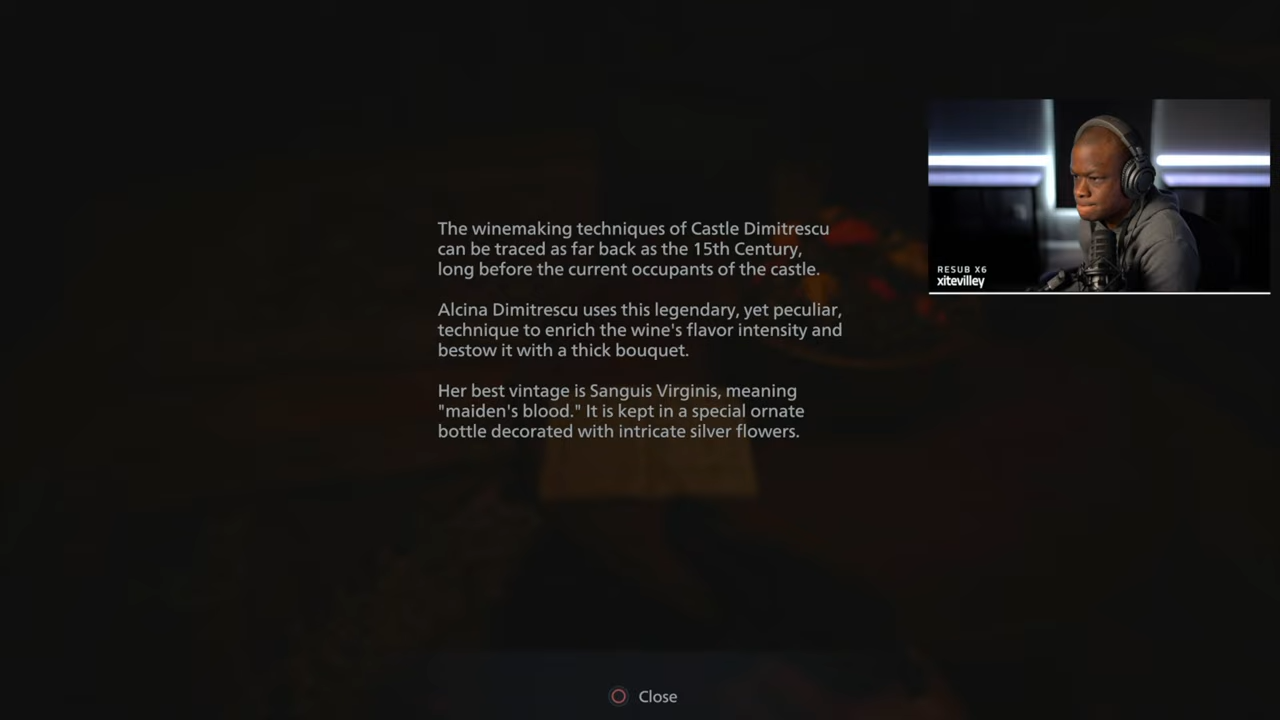 The winemaking techniques of Castle Dimitrescu
can be traced as far back as the 15th Century,
long before the current occupants of the castle.
Alcina Dimitrescu uses this legendary, yet peculiar,
technique to enrich the wine's flavor intensity and
bestow it with a thick bouquet.
Her best vintage is Sanguis Virginis, meaning
"maiden's blood." It is kept in a special ornate
bottle decorated with intricate silver flowers.
RESUB X6
xitevilley
Close